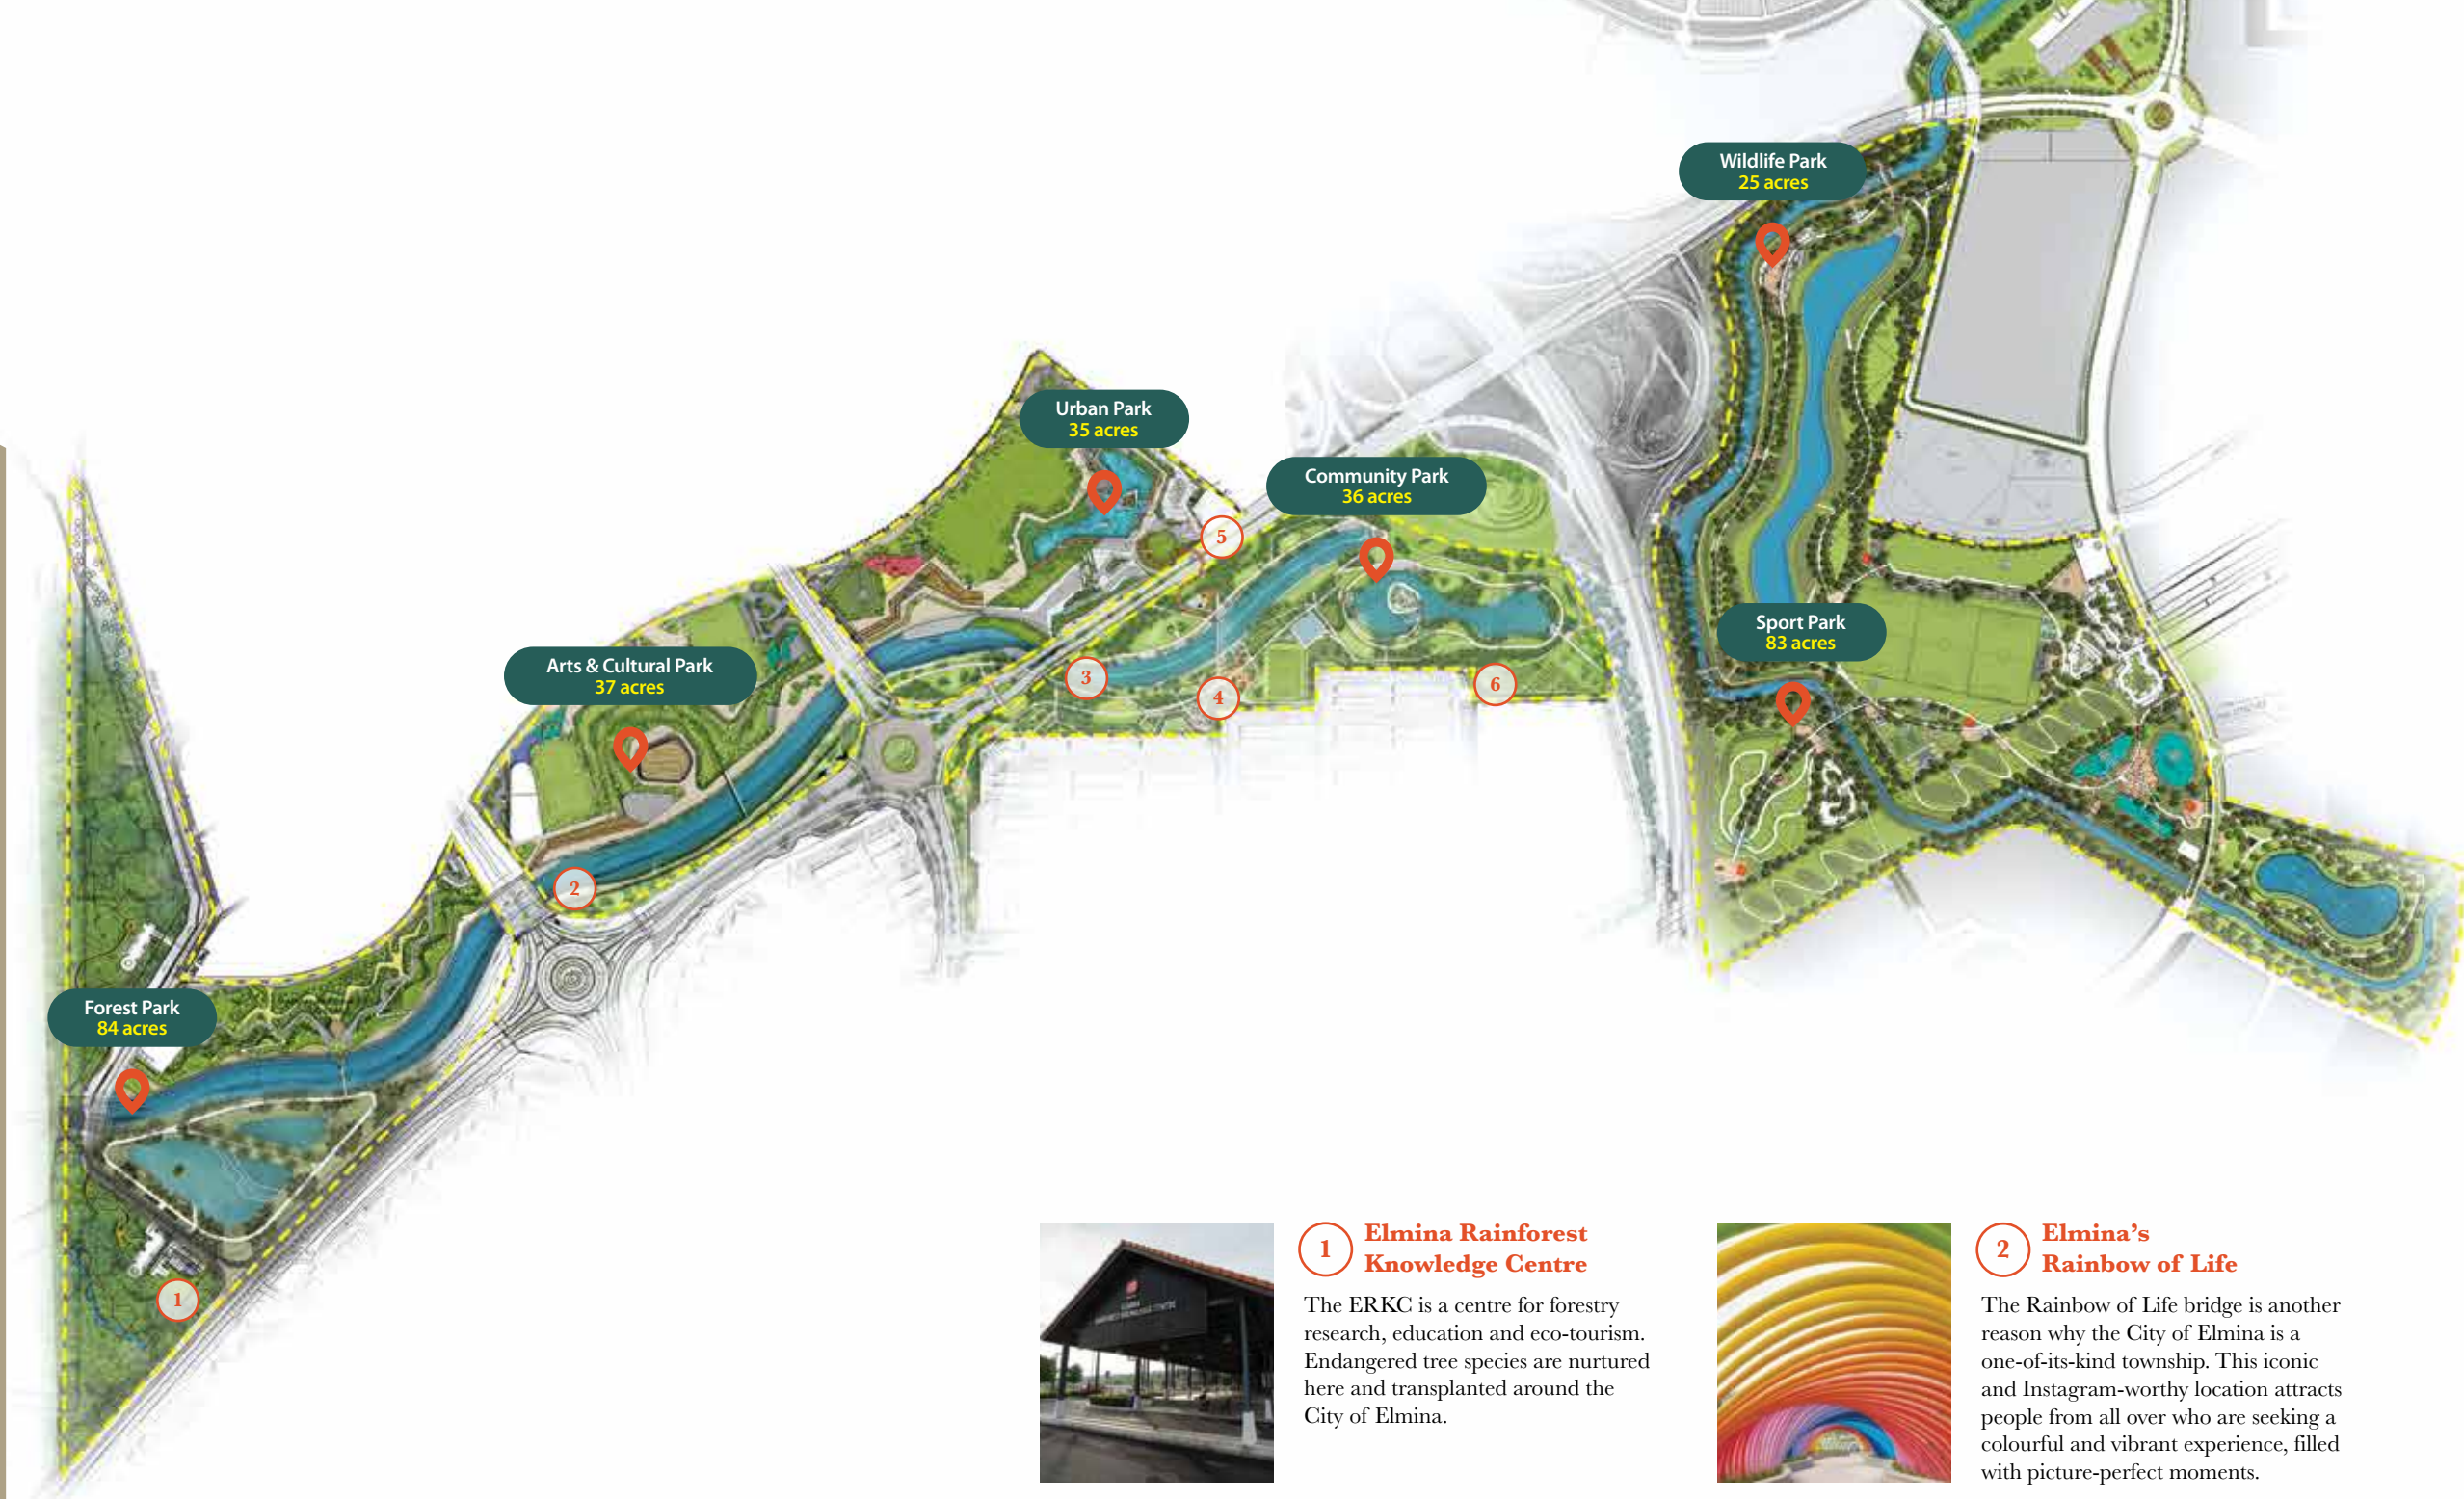 Wildlife Park
25 acres
Urban Park
35 acres
Community Park
36 acres
5
Sport Park
83 acres
Arts & Cultural Park
37 acres
3
4
6
2
Forest Park
84 acres
1
1
Elmina Rainforest
Knowledge Centre
The ERKC is a centre for forestry
research, education and eco-tourism.
Endangered tree species are nurtured
here and transplanted around the
City of Elmina.
2
Elmina’s
Rainbow of Life
The Rainbow of Life bridge is another
reason why the City of Elmina is a
one-of-its-kind township. This iconic
and Instagram-worthy location attracts
people from all over who are seeking a
colourful and vibrant experience, filled
with picture-perfect moments.